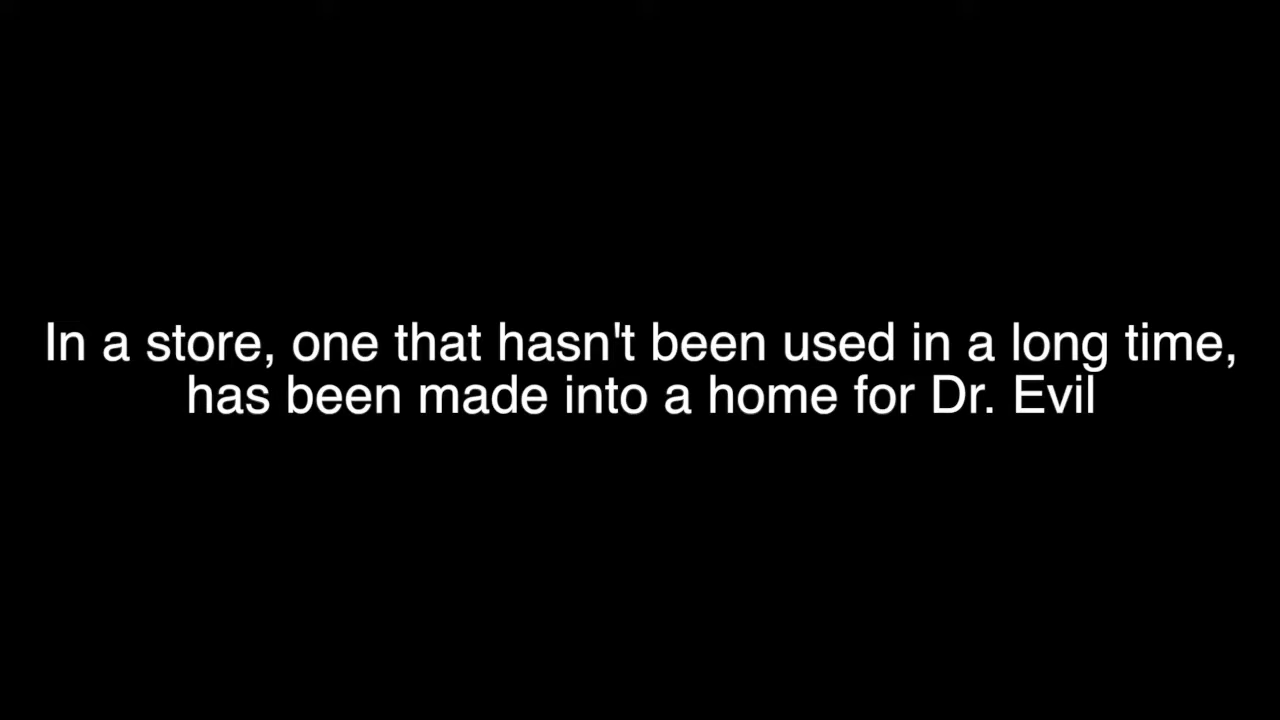 In a store, one that hasn't been used in a long time,
has been made into a home for Dr. Evil